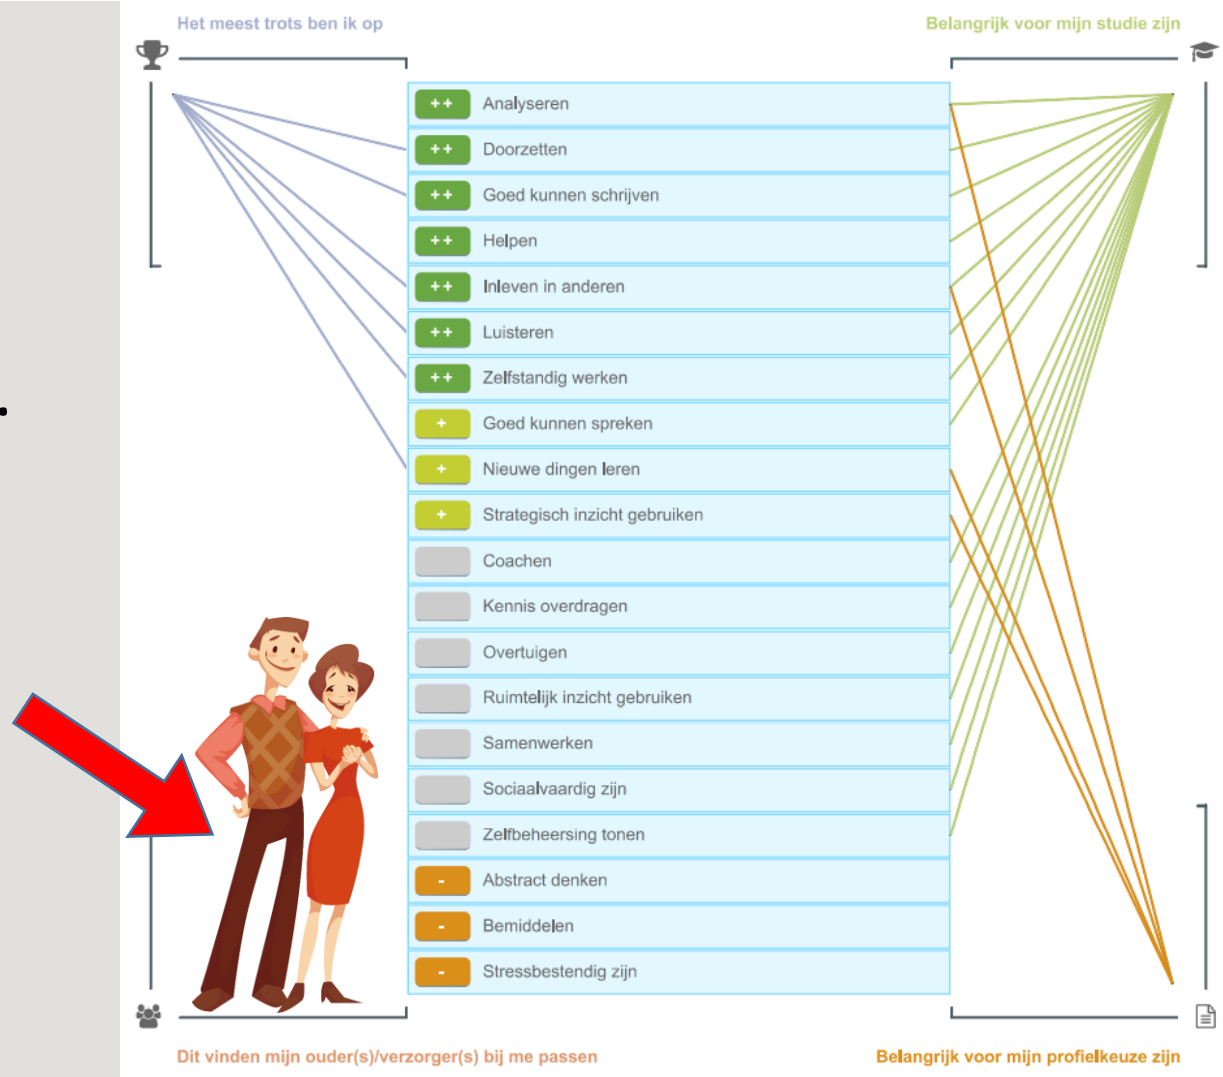 Het meest trots ben ik op
Belangrijk voor mijn studie zijn
++ Analyseren
++ Doorzetten
++ Goed kunnen schrijven
++ Helpen
++ Inleven in anderen
++ Luisteren
++ Zelfstandig werken
+ Goed kunnen spreken
+ Nieuwe dingen leren
+ Strategisch inzicht gebruiken
Coachen
Kennis overdragen
Overtuigen
Ruimtelijk inzicht gebruiken
Samenwerken
Sociaalvaardig zijn
Zelfbeheersing tonen
- Abstract denken
- Bemiddelen
- Stressbestendig zijn
Dit vinden mijn ouder(s)/verzorger(s) bij me passen
Belangrijk voor mijn profielkeuze zijn